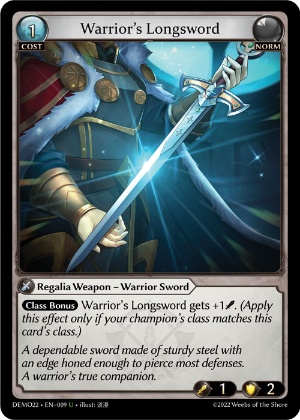 1
Warrior's Longsword
COST
NORM
Regalia Weapon – Warrior Sword
Class Bonus Warrior's Longsword gets +1. (Apply
this effect only if your champion's class matches
this card's class.)
A dependable sword made of sturdy steel with
an edge honed enough to pierce most defenses.
A warrior's true companion.
1
2
DEMO22 • EN-009 U • illust: 
©2022 Weebs of the Shore